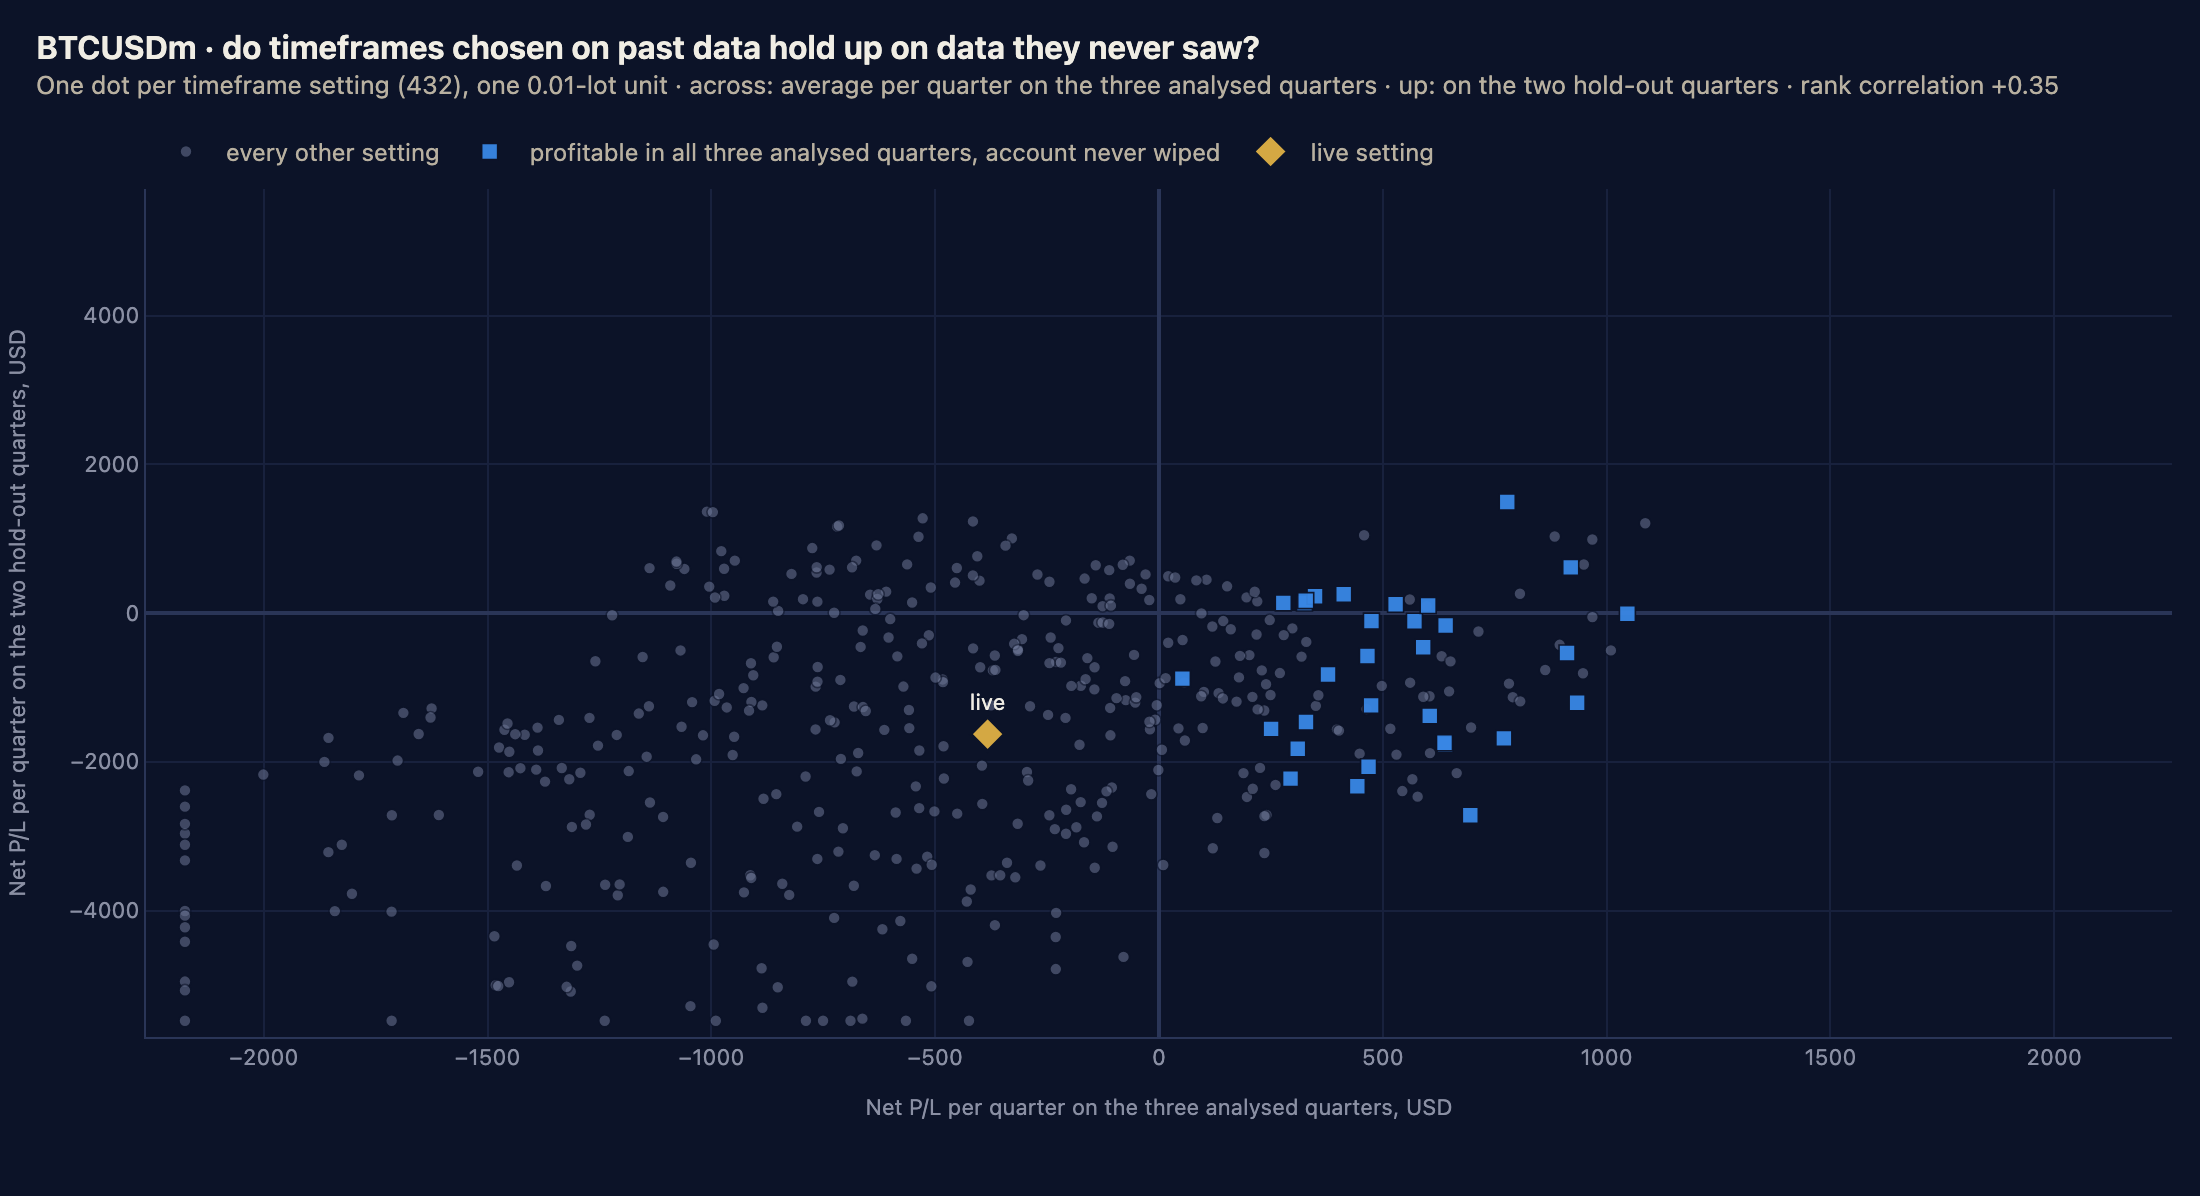 BTCUSDm · do timeframes chosen on past data hold up on data they never saw?
One dot per timeframe setting (432), one 0.01-lot unit · across: average per quarter on the three analysed quarters · up: on the two hold-out quarters · rank correlation +0.35
every other setting
profitable in all three analysed quarters, account never wiped
live setting
Net P/L per quarter on the two hold-out quarters, USD
4000
2000
0
−2000
−4000
live
−2000
−1500
−1000
−500
0
500
1000
1500
2000
Net P/L per quarter on the three analysed quarters, USD